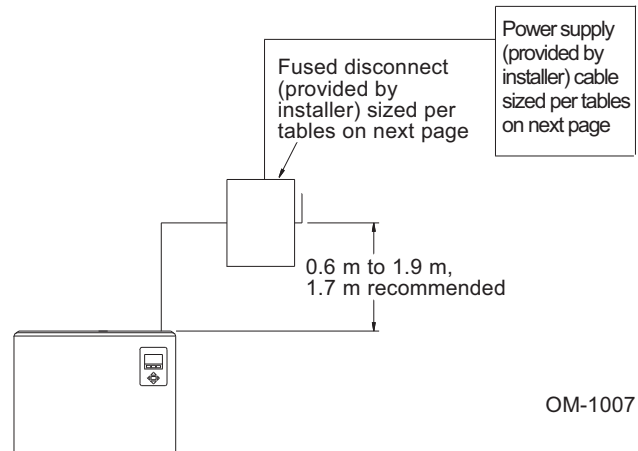 Power supply
(provided by
installer) cable
sized per tables
on next page
Fused disconnect
(provided by
installer) sized per
tables on next page
0.6 m to 1.9 m,
1.7 m recommended
OM-1007